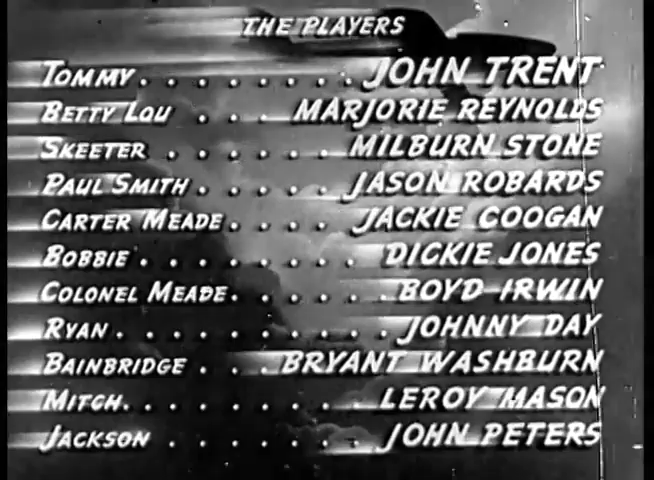 THE PLAYERS
TOMMY. . . . . . . . JOHN TRENT
BETTY LOU . . . MARJORIE REYNOLDS
SKEETER . . . . . . MILBURN STONE
PAUL SMITH . . . . . JASON ROBARDS
CARTER MEADE . . . . JACKIE COOGAN
BOBBIE . . . . . . . . DICKIE JONES
COLONEL MEADE . . . . . . BOYD IRWIN
RYAN . . . . . . . . . . JOHNNY DAY
BAINBRIDGE . . . BRYANT WASHBURN
MITCH . . . . . . . . . LEROY MASON
JACKSON . . . . . . . JOHN PETERS